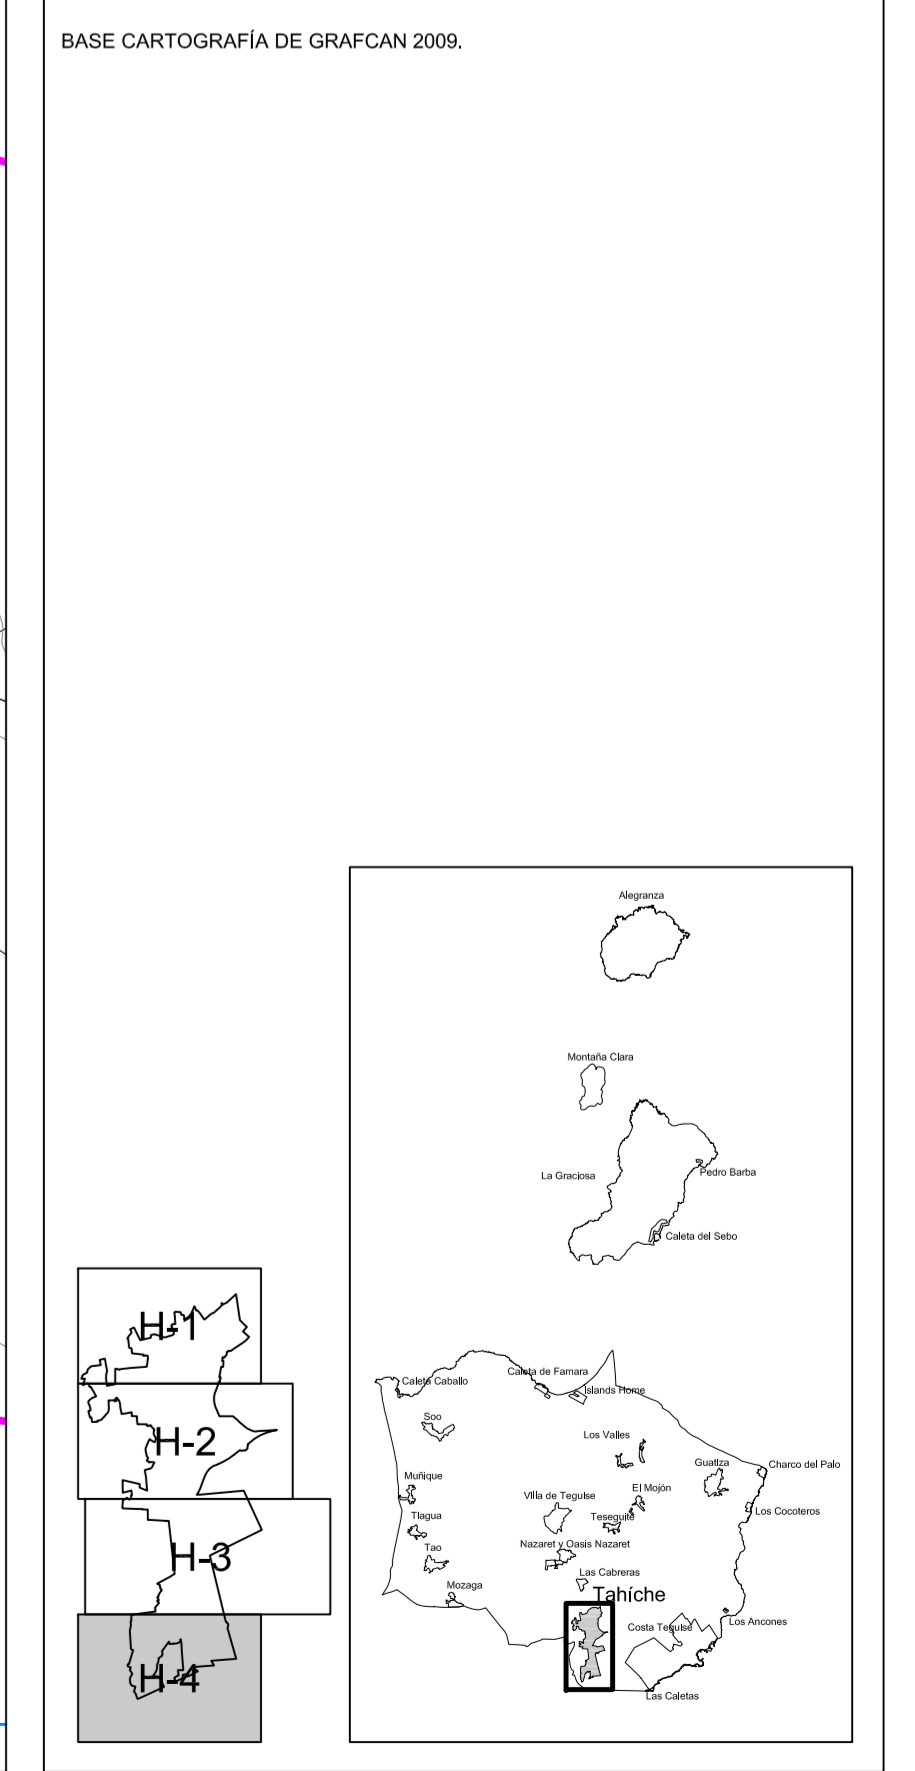 BASE CARTOGRAFÍA DE GRAFCAN 2009.
Alegranza
Montaña Clara
La Graciosa
Pedro Barba
Caleta del Sebo
H-1
H-2
H-3
H-4
Caleta de Famara
Caleta Caballo
Islands Home
Soo
Los Valles
Guatiza
Charco del Palo
Muñique
El Mojón
Villa de Teguise
Los Cocoteros
Tiagua
Teseguite
Nazaret y Oasis Nazaret
Tao
Las Cabreras
Mozaga
Tahíche
Los Ancones
Costa Teguise
Las Caletas